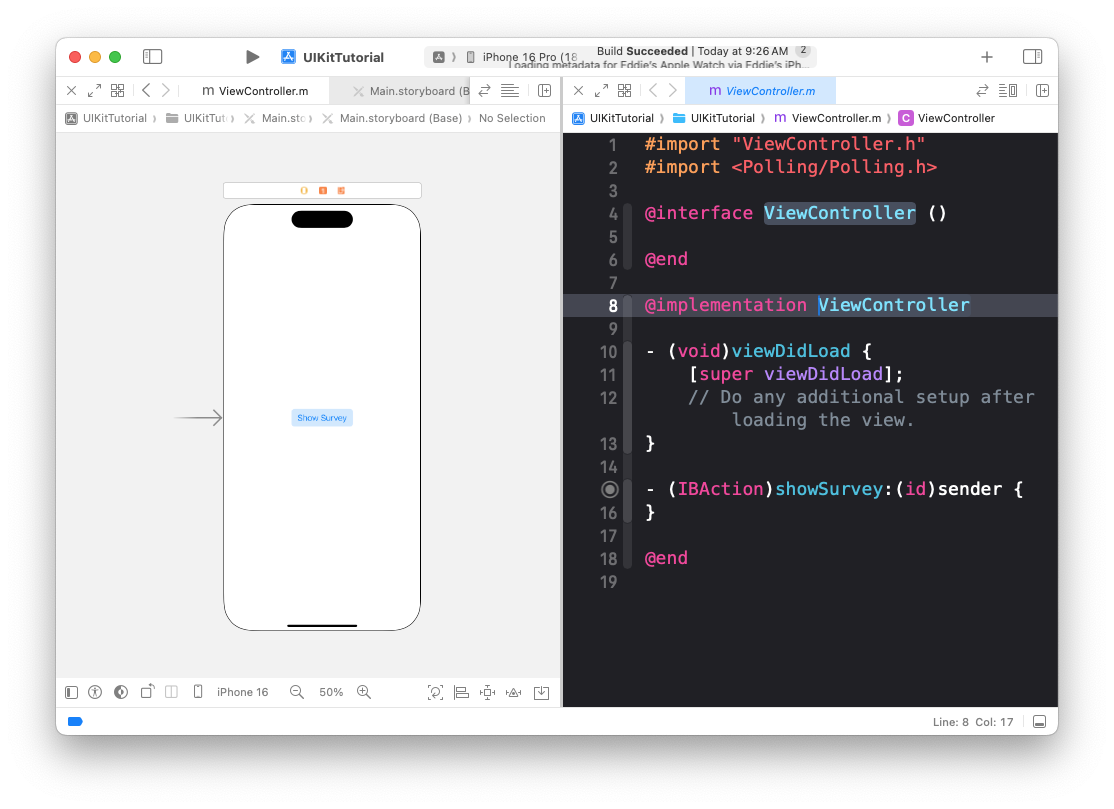 UIKitTutorial
iPhone 16 Pro (18
Build Succeeded | Today at 9:26 AM
2
Loading metadata for Eddie's Apple Watch via Eddie's iPh...
m ViewController.m
Main.storyboard (B
m ViewController.m
UIKitTutorial
UIKitTut
Main.sto
Main.storyboard (Base)
No Selection
UIKitTutorial
UIKitTutorial
m ViewController.m
C ViewController
Show Survey
1 #import "ViewController.h"
2 #import <Polling/Polling.h>
3
4 @interface ViewController ()
5
6 @end
7
8 @implementation ViewController
9
10 - (void)viewDidLoad {
11 [super viewDidLoad];
12 // Do any additional setup after
loading the view.
13 }
14
- (IBAction)showSurvey:(id)sender {
16 }
17
18 @end
19
iPhone 16
50%
Line: 8 Col: 17